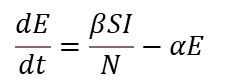 dE/dt = βSI/N − αE